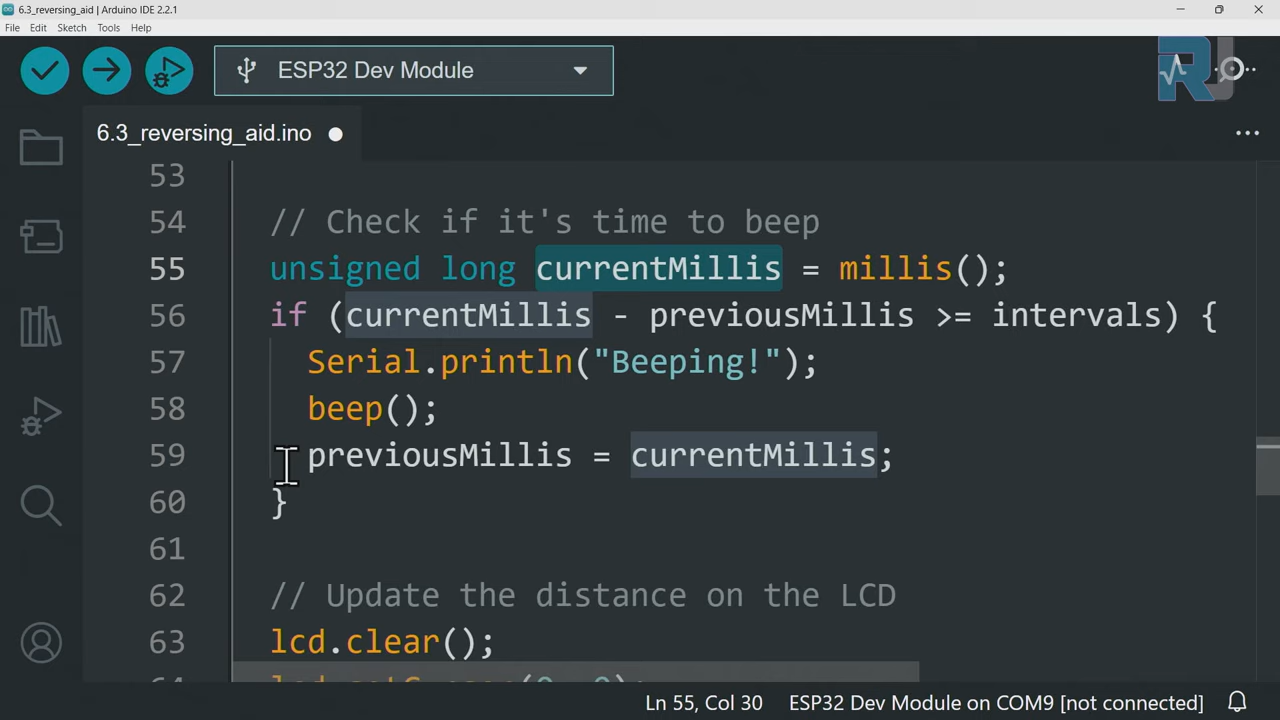 6.3_reversing_aid | Arduino IDE 2.2.1
File Edit Sketch Tools Help
ESP32 Dev Module
RJ
6.3_reversing_aid.ino
53
54 // Check if it's time to beep
55 unsigned long currentMillis = millis();
56 if (currentMillis - previousMillis >= intervals) {
57 Serial.println("Beeping!");
58 beep();
59 previousMillis = currentMillis;
60 }
61
62 // Update the distance on the LCD
63 lcd.clear();
Ln 55, Col 30 ESP32 Dev Module on COM9 [not connected]